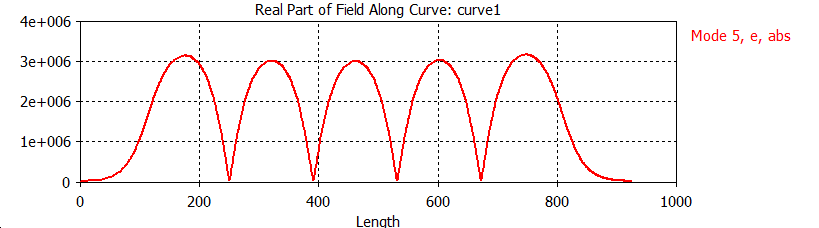 Real Part of Field Along Curve: curve1
4e+006
3e+006
2e+006
1e+006
0
0 200 400 600 800 1000
Length
Mode 5, e, abs